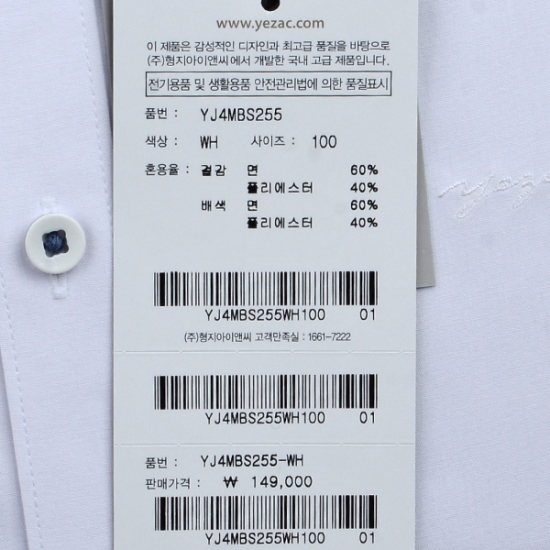 www.yezac.com
이 제품은 감성적인 디자인과 최고급 품질을 바탕으로
(주)형지아이앤씨에서 개발한 국내 고급 제품입니다.
전기용품 및 생활용품 안전관리법에 의한 품질표시
품번 : YJ4MBS255
색상 : WH 사이즈 : 100
혼용율 : 겉감 면 60%
폴리에스터 40%
배색 면 60%
폴리에스터 40%
YJ4MBS255WH100 01
(주)형지아이앤씨 고객만족실 : 1661-7222
YJ4MBS255WH100 01
품번 : YJ4MBS255-WH
판매가격 : ₩ 149,000
YJ4MBS255WH100 01